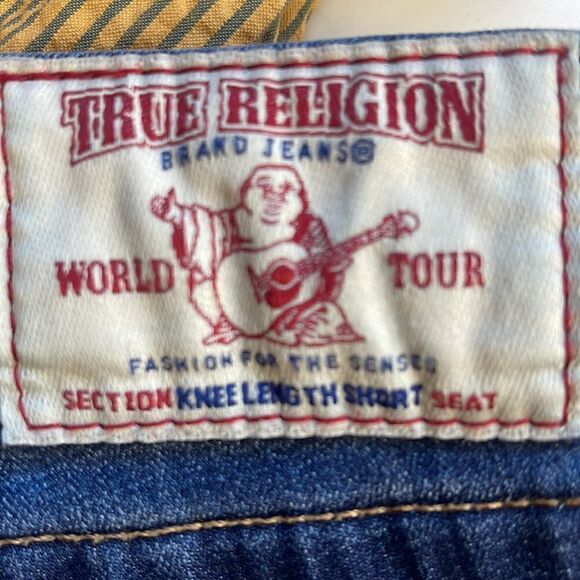 TRUE RELIGION
BRAND JEANS®
WORLD TOUR
FASHION FOR THE SENSES
SECTION KNEE LENGTH SHORT SEAT